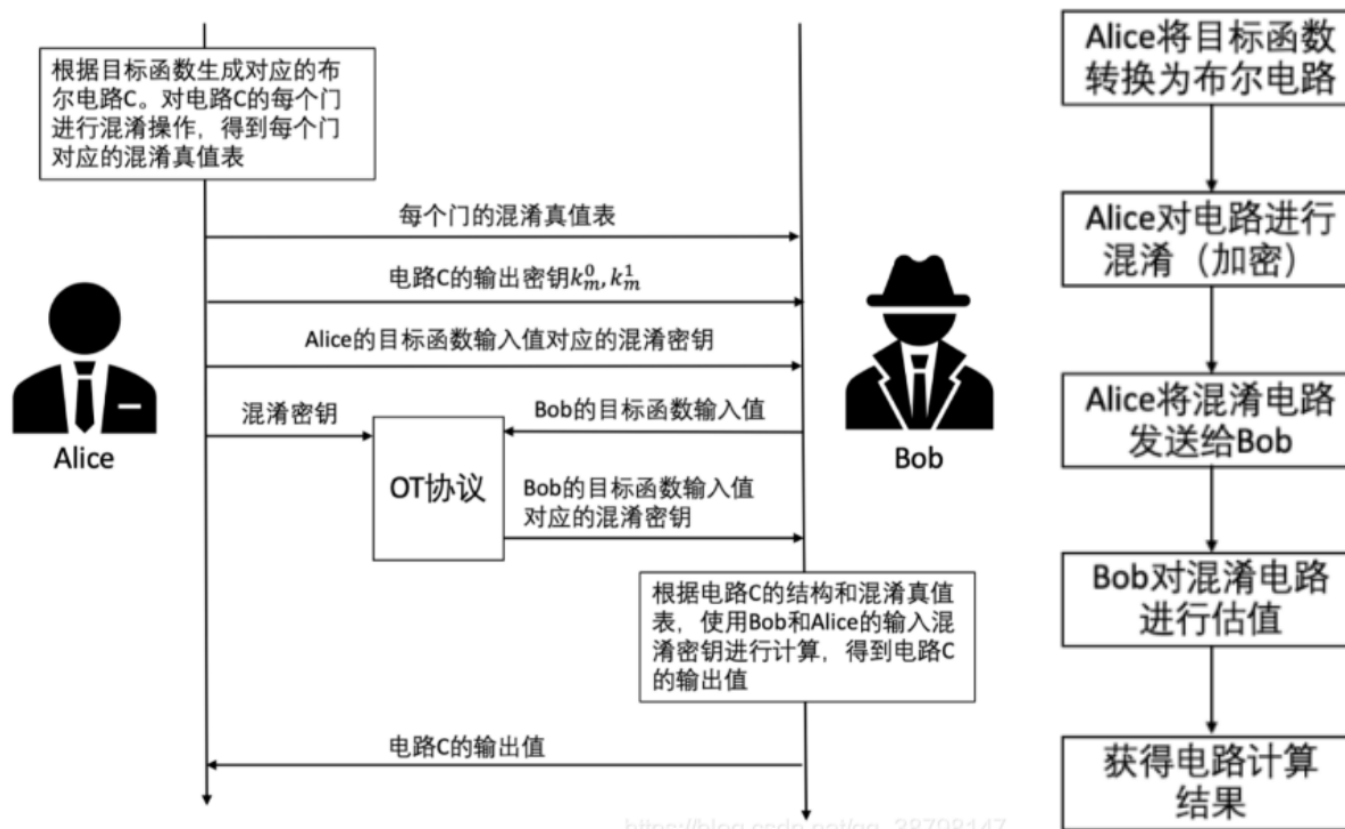 根据目标函数生成对应的布
尔电路C。对电路C的每个门
进行混淆操作，得到每个门
对应的混淆真值表
每个门的混淆真值表
电路C的输出密钥k_m^0, k_m^1
Alice的目标函数输入值对应的混淆密钥
混淆密钥
Bob的目标函数输入值
Alice
Bob
OT协议
Bob的目标函数输入值
对应的混淆密钥
根据电路C的结构和混淆真值
表，使用Bob和Alice的输入混
淆密钥进行计算，得到电路C
的输出值
电路C的输出值
Alice将目标函数
转换为布尔电路
Alice对电路进行
混淆（加密）
Alice将混淆电路
发送给Bob
Bob对混淆电路
进行估值
获得电路计算
结果